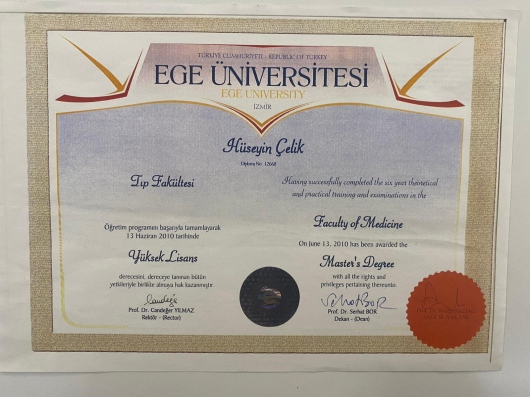 TÜRKİYE CUMHURİYETİ - REPUBLIC OF TURKEY
EGE ÜNİVERSİTESİ
EGE UNIVERSITY
İZMİR
Hüseyin Çelik
Diploma No: 12668
Tıp Fakültesi
Öğretim programını başarıyla tamamlayarak
13 Haziran 2010 tarihinde
Yüksek Lisans
derecesini, dereceye tanınan bütün
yetkileriyle birlikte almaya hak kazanmıştır.
Prof. Dr. Candeğer YILMAZ
Rektör - (Rector)
Having successfully completed the six year theoretical
and practical training and examinations in the
Faculty of Medicine
On June 13, 2010 has been awarded the
Master's Degree
with all the rights and
privileges pertaining thereunto.
Serhat BOR
Prof. Dr. Serhat BOR
Dekan - (Dean)